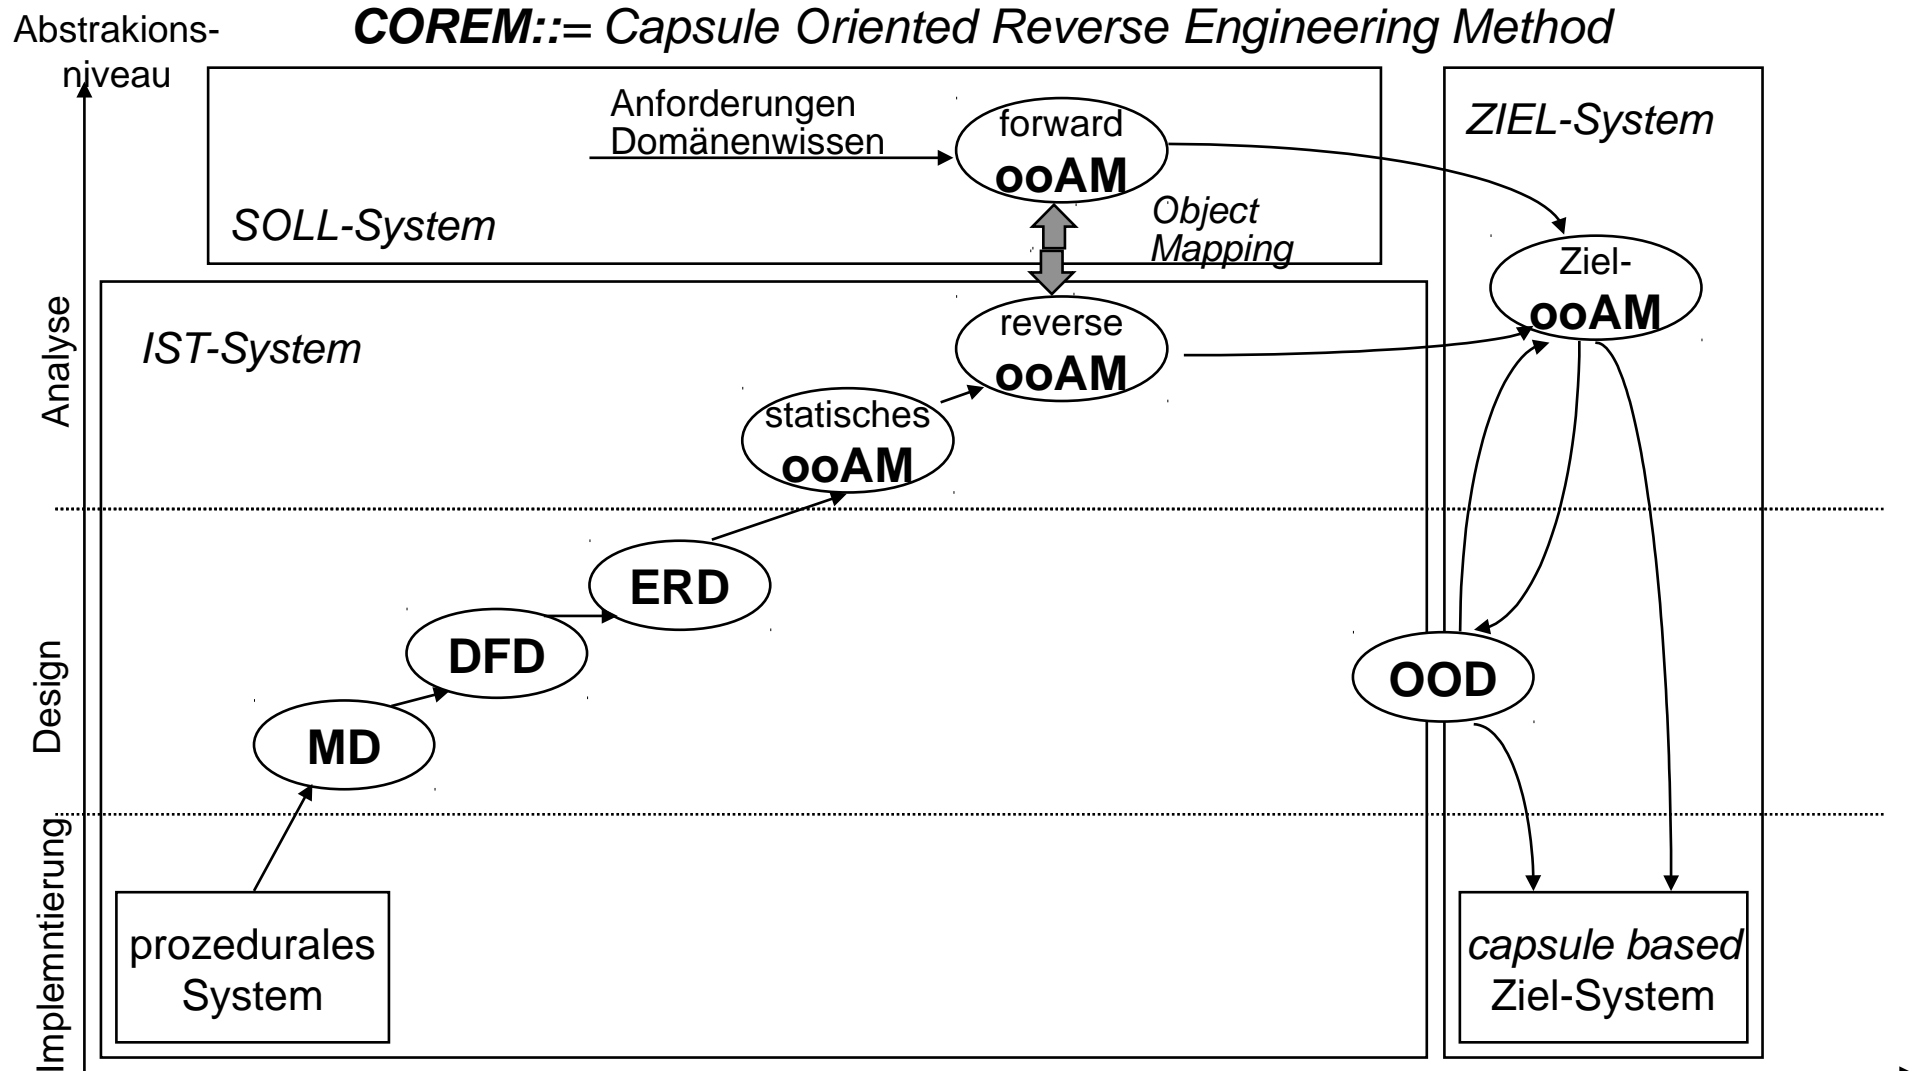 Abstrakions-
niveau
COREM::= Capsule Oriented Reverse Engineering Method
Anforderungen
Domänenwissen
forward
ooAM
ZIEL-System
SOLL-System
Object
Mapping
Ziel-
ooAM
Analyse
IST-System
reverse
ooAM
statisches
ooAM
Design
ERD
DFD
OOD
MD
Implemntierung
prozedurales
System
capsule based
Ziel-System